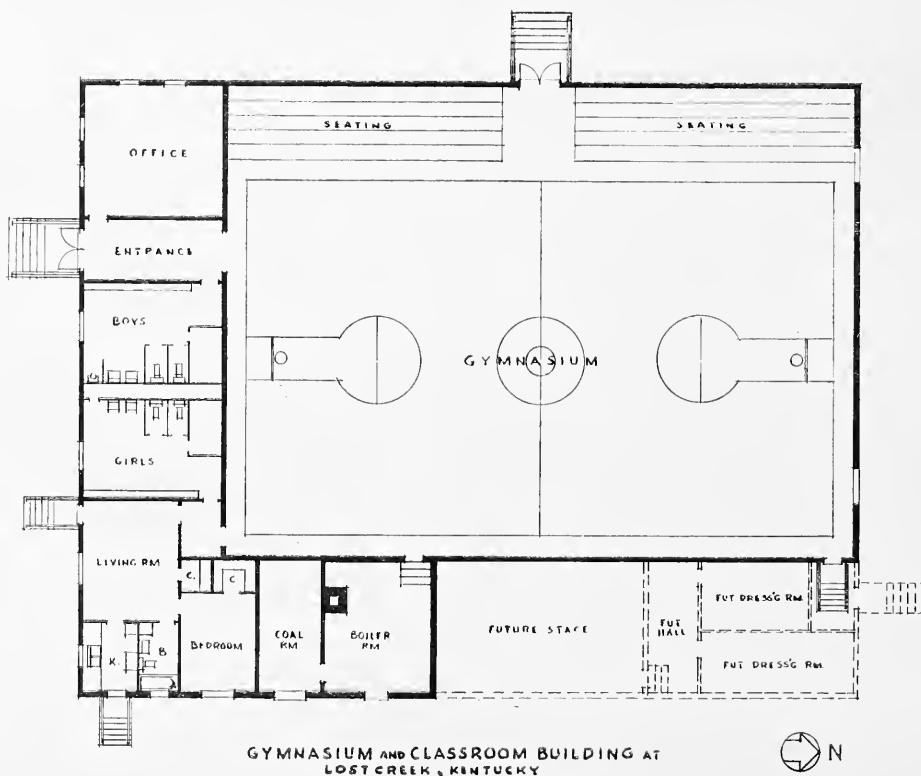 SEATING
SEATING
OFFICE
ENTRANCE
BOYS
GYMNASIUM
GIRLS
LIVING RM
C.
C
K.
B
BEDROOM
COAL
RM
BOILER
RM
FUTURE STAGE
FUT
HALL
FUT DRESS'G RM.
FUT DRESS'G RM.
GYMNASIUM AND CLASSROOM BUILDING AT
LOST CREEK, KENTUCKY
N